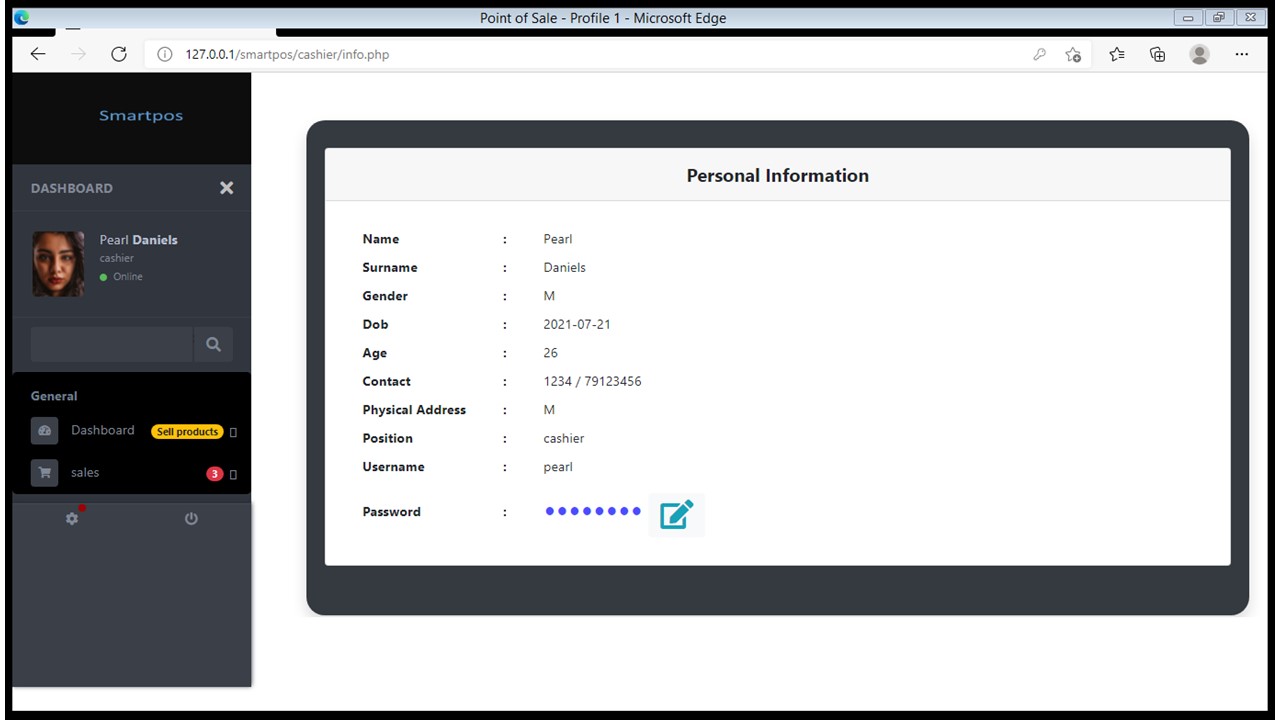 Point of Sale - Profile 1 - Microsoft Edge
127.0.0.1/smartpos/cashier/info.php
Smartpos
DASHBOARD
Pearl Daniels
cashier
Online
General
Dashboard Sell products
sales 3
Personal Information
Name : Pearl
Surname : Daniels
Gender : M
Dob : 2021-07-21
Age : 26
Contact : 1234 / 79123456
Physical Address : M
Position : cashier
Username : pearl
Password : ••••••••